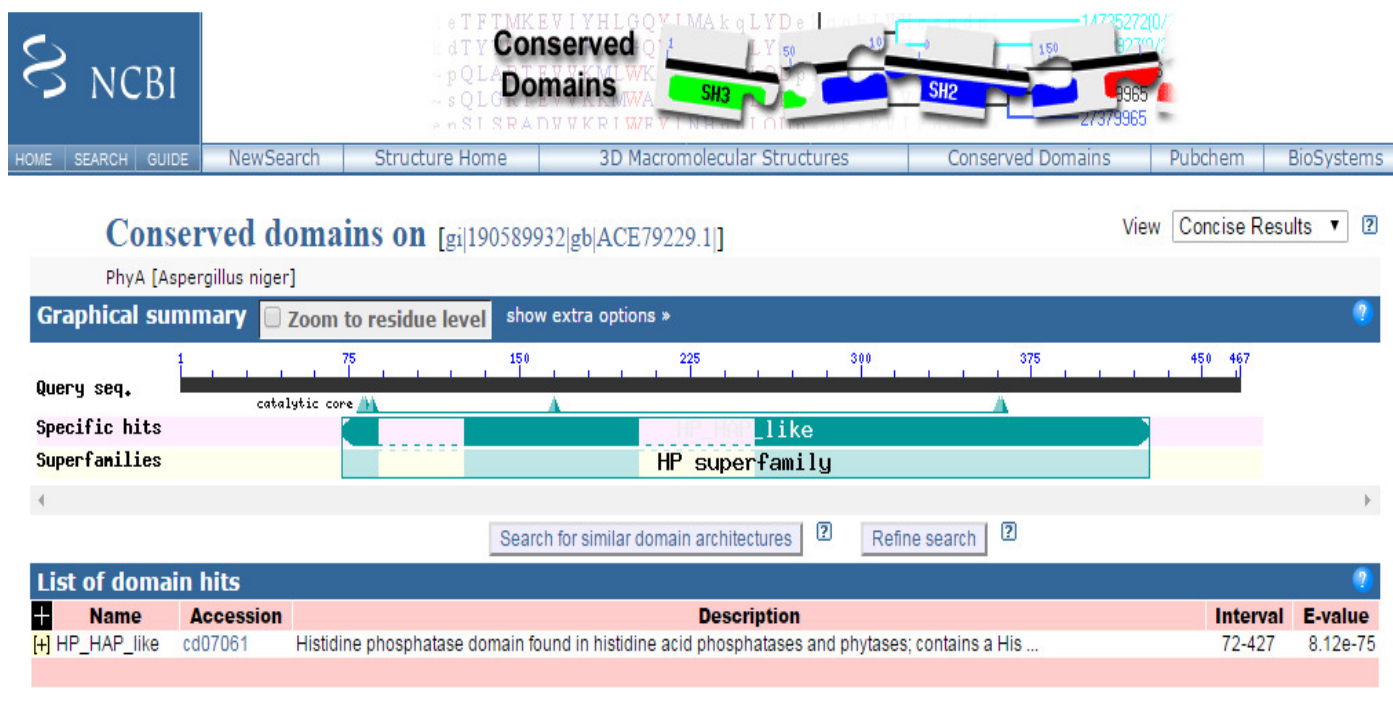 NCBI
Conserved
Domains
SH3
SH2
HOME SEARCH GUIDE NewSearch Structure Home 3D Macromolecular Structures Conserved Domains Pubchem BioSystems
Conserved domains on [gi|190589932|gb|ACE79229.1|]
View Concise Results ?
PhyA [Aspergillus niger]
Graphical summary Zoom to residue level show extra options » ?
1 75 150 225 300 375 450 467
Query seq.
catalytic core
Specific hits HP_HAP_like
Superfamilies HP superfamily
Search for similar domain architectures ? Refine search ?
List of domain hits ?
+ Name Accession Description Interval E-value
[+] HP_HAP_like cd07061 Histidine phosphatase domain found in histidine acid phosphatases and phytases; contains a His ... 72-427 8.12e-75